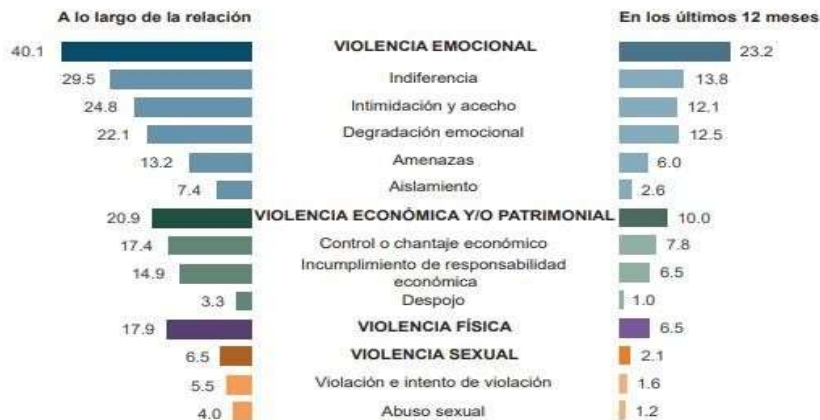 A lo largo de la relación En los últimos 12 meses
40.1 VIOLENCIA EMOCIONAL 23.2
29.5 Indiferencia 13.8
24.8 Intimidación y acecho 12.1
22.1 Degradación emocional 12.5
13.2 Amenazas 6.0
7.4 Aislamiento 2.6
20.9 VIOLENCIA ECONÓMICA Y/O PATRIMONIAL 10.0
17.4 Control o chantaje económico 7.8
14.9 Incumplimiento de responsabilidad 6.5
económica
3.3 Despojo 1.0
17.9 VIOLENCIA FÍSICA 6.5
6.5 VIOLENCIA SEXUAL 2.1
5.5 Violación e intento de violación 1.6
4.0 Abuso sexual 1.2